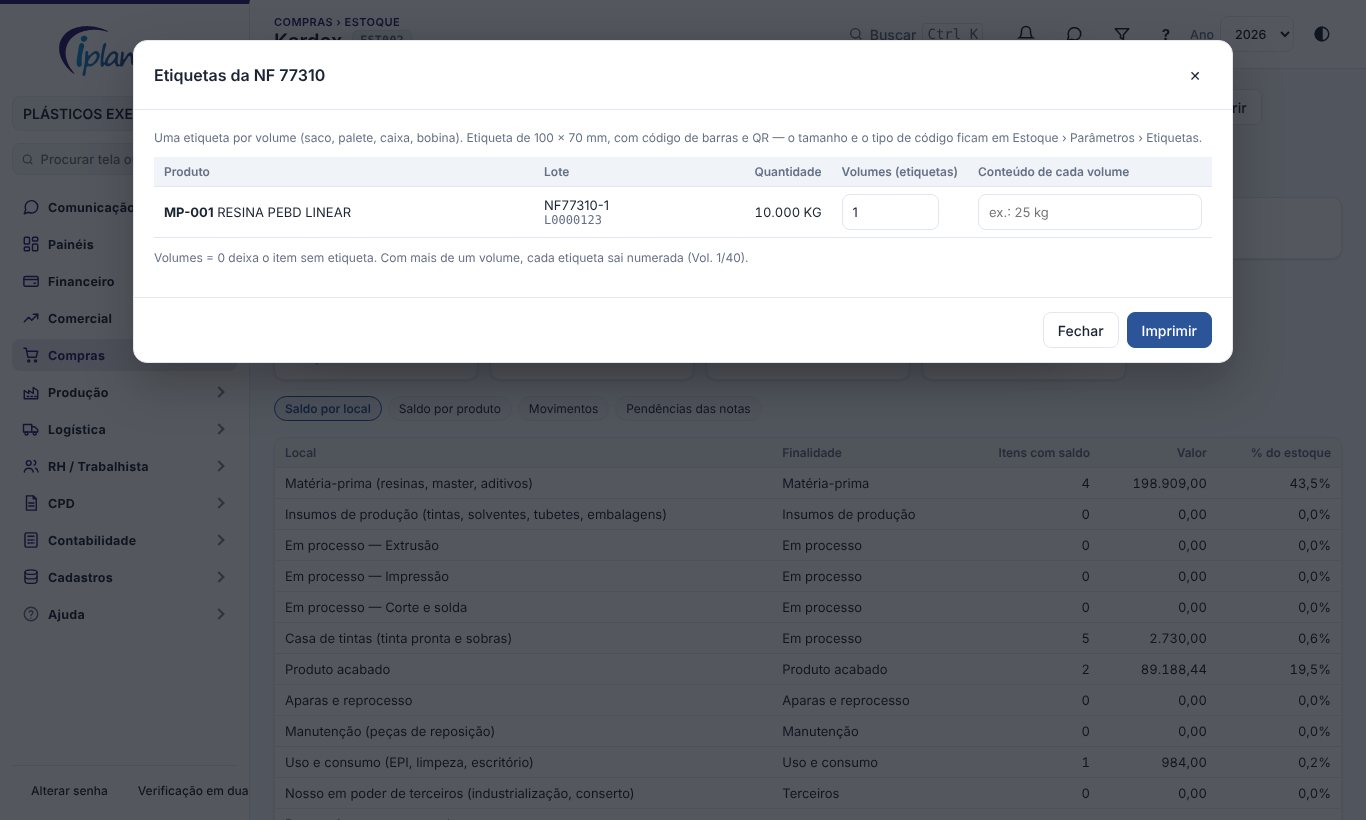 COMPRAS › ESTOQUE
Kardex EST002
Buscar Ctrl K
Ano 2026
iplan
Etiquetas da NF 77310
×
PLÁSTICOS EXE
Procurar tela o
Uma etiqueta por volume (saco, palete, caixa, bobina). Etiqueta de 100 × 70 mm, com código de barras e QR — o tamanho e o tipo de código ficam em Estoque › Parâmetros › Etiquetas.
Produto Lote Quantidade Volumes (etiquetas) Conteúdo de cada volume
MP-001 RESINA PEBD LINEAR NF77310-1 10.000 KG 1 ex.: 25 kg
L0000123
Volumes = 0 deixa o item sem etiqueta. Com mais de um volume, cada etiqueta sai numerada (Vol. 1/40).
Fechar Imprimir
Comunicação
Painéis
Financeiro
Comercial
Compras
Produção
Logística
RH / Trabalhista
CPD
Contabilidade
Cadastros
Ajuda
Alterar senha Verificação em dua
Saldo por local Saldo por produto Movimentos Pendências das notas
Local Finalidade Itens com saldo Valor % do estoque
Matéria-prima (resinas, master, aditivos) Matéria-prima 4 198.909,00 43,5%
Insumos de produção (tintas, solventes, tubetes, embalagens) Insumos de produção 0 0,00 0,0%
Em processo — Extrusão Em processo 0 0,00 0,0%
Em processo — Impressão Em processo 0 0,00 0,0%
Em processo — Corte e solda Em processo 0 0,00 0,0%
Casa de tintas (tinta pronta e sobras) Em processo 5 2.730,00 0,6%
Produto acabado Produto acabado 2 89.188,44 19,5%
Aparas e reprocesso Aparas e reprocesso 0 0,00 0,0%
Manutenção (peças de reposição) Manutenção 0 0,00 0,0%
Uso e consumo (EPI, limpeza, escritório) Uso e consumo 1 984,00 0,2%
Nosso em poder de terceiros (industrialização, conserto) Terceiros 0 0,00 0,0%